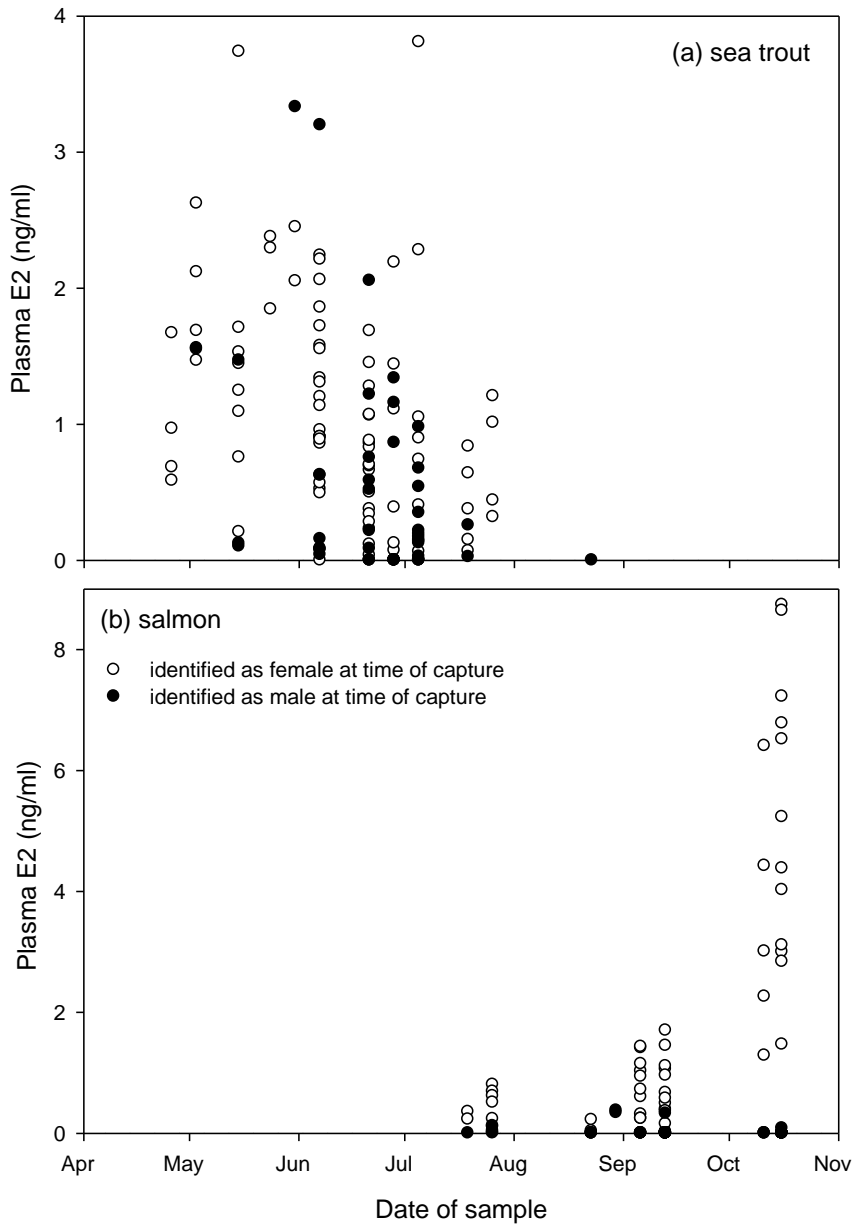 4
(a) sea trout
3
2
1
0
Plasma E2 (ng/ml)
(b) salmon
8
identified as female at time of capture
identified as male at time of capture
6
4
2
0
Plasma E2 (ng/ml)
Apr May Jun Jul Aug Sep Oct Nov
Date of sample